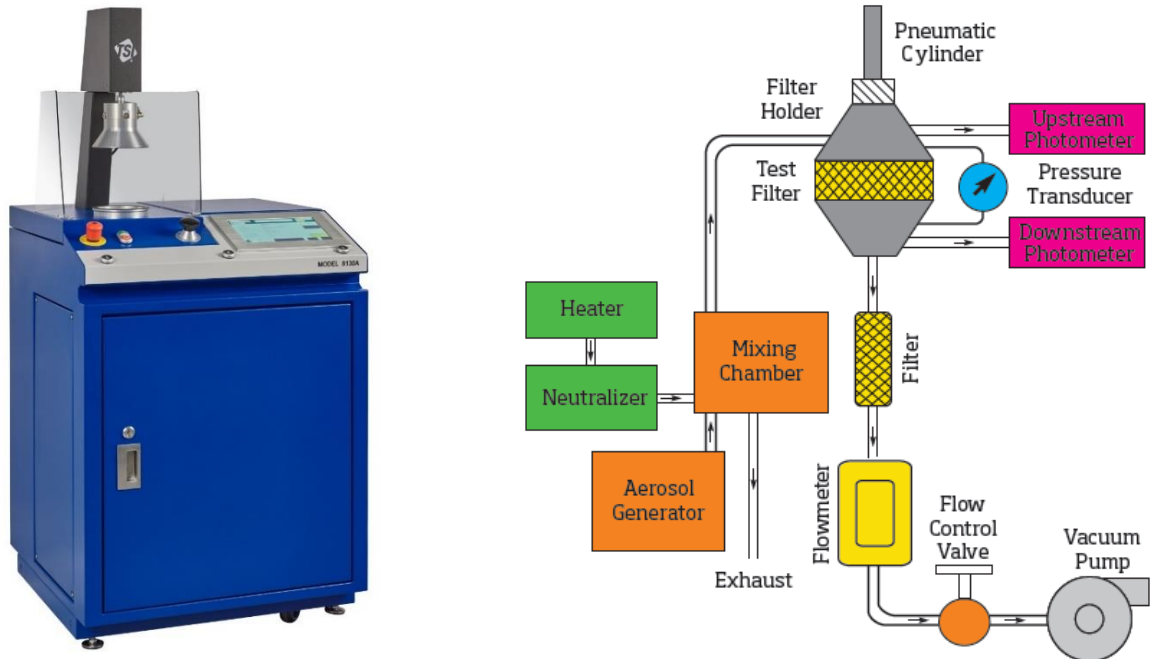 TSI
MODEL 8130A
Pneumatic
Cylinder
Filter
Holder
Upstream
Photometer
Test
Filter
Pressure
Transducer
Downstream
Photometer
Heater
Mixing
Chamber
Filter
Neutralizer
Aerosol
Generator
Flowmeter
Flow
Control
Valve
Vacuum
Pump
Exhaust